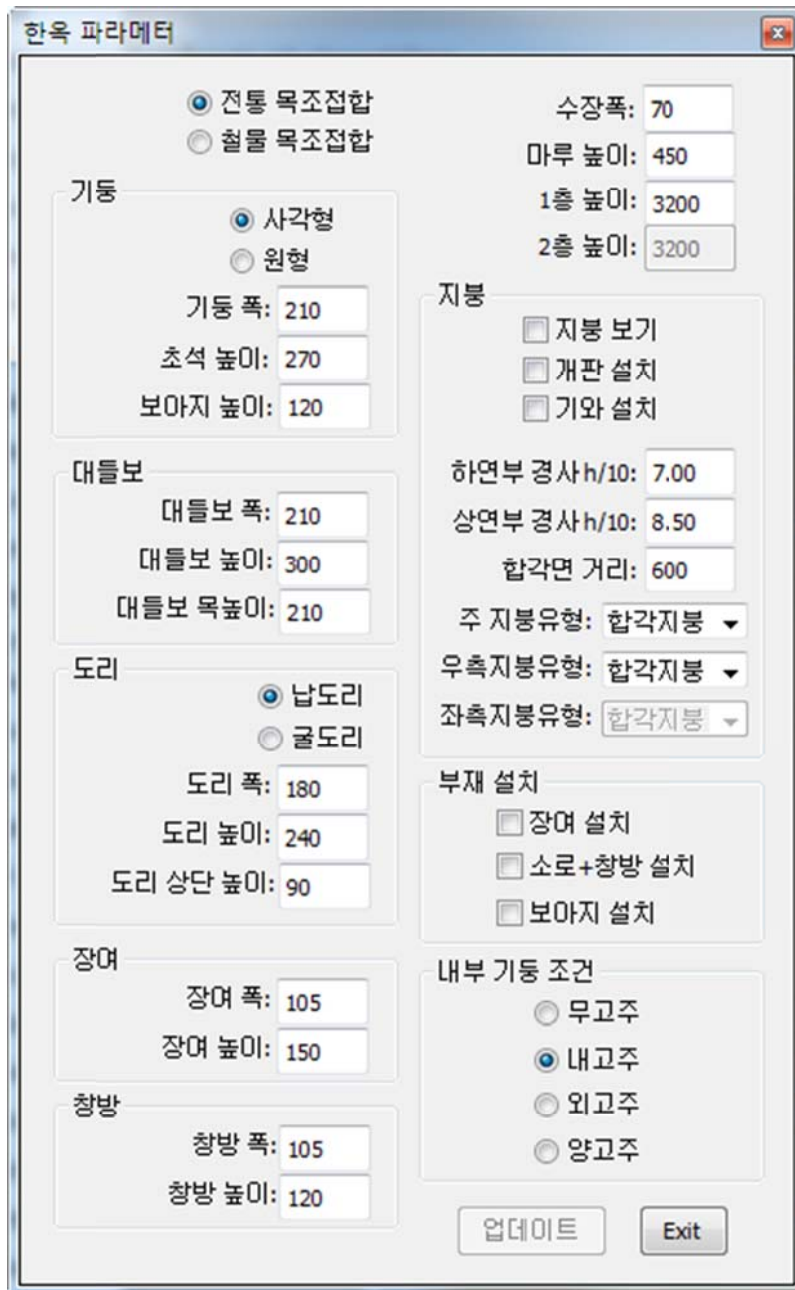 한옥 파라메터
전통 목조접합
철물 목조접합
기둥
사각형
원형
기둥 폭: 210
초석 높이: 270
보아지 높이: 120
대들보
대들보 폭: 210
대들보 높이: 300
대들보 목높이: 210
도리
납도리
굴도리
도리 폭: 180
도리 높이: 240
도리 상단 높이: 90
장여
장여 폭: 105
장여 높이: 150
창방
창방 폭: 105
창방 높이: 120
수장폭: 70
마루 높이: 450
1층 높이: 3200
2층 높이: 3200
지붕
지붕 보기
개판 설치
기와 설치
하연부 경사 h/10: 7.00
상연부 경사 h/10: 8.50
합각면 거리: 600
주 지붕유형: 합각지붕
우측지붕유형: 합각지붕
좌측지붕유형: 합각지붕
부재 설치
장여 설치
소로+창방 설치
보아지 설치
내부 기둥 조건
무고주
내고주
외고주
양고주
업데이트
Exit